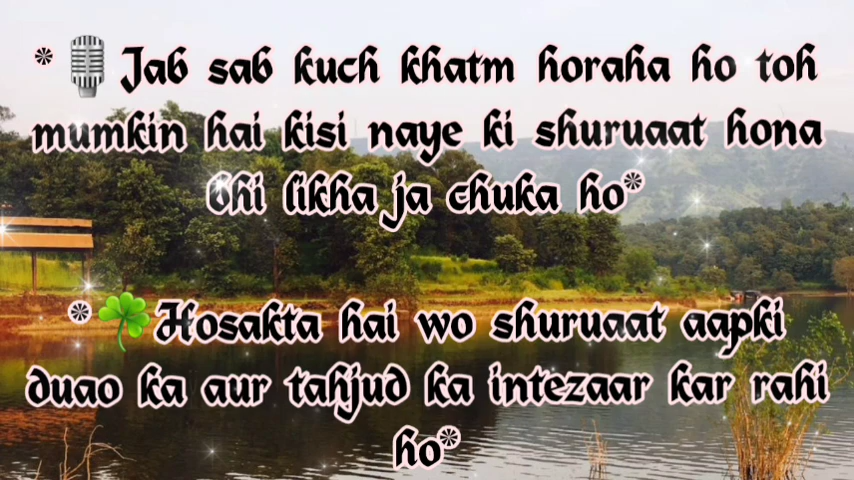 *🎙️Jab sab kuch khatm horaha ho toh
mumkin hai kisi naye ki shuruaat hona
bhi likha ja chuka ho*
*☘️Hosakta hai wo shuruaat aapki
duao ka aur tahjud ka intezaar kar rahi
ho*